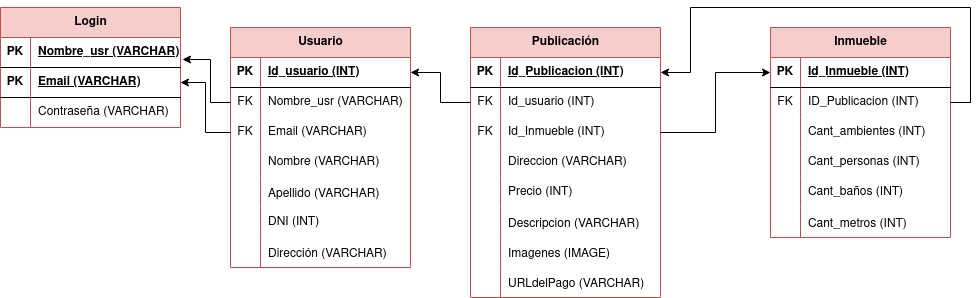 Login
PK Nombre_usr (VARCHAR)
PK Email (VARCHAR)
Contraseña (VARCHAR)
Usuario
PK Id_usuario (INT)
FK Nombre_usr (VARCHAR)
FK Email (VARCHAR)
Nombre (VARCHAR)
Apellido (VARCHAR)
DNI (INT)
Dirección (VARCHAR)
Publicación
PK Id_Publicacion (INT)
FK Id_usuario (INT)
FK Id_Inmueble (INT)
Direccion (VARCHAR)
Precio (INT)
Descripcion (VARCHAR)
Imagenes (IMAGE)
URLdelPago (VARCHAR)
Inmueble
PK Id_Inmueble (INT)
FK ID_Publicacion (INT)
Cant_ambientes (INT)
Cant_personas (INT)
Cant_baños (INT)
Cant_metros (INT)